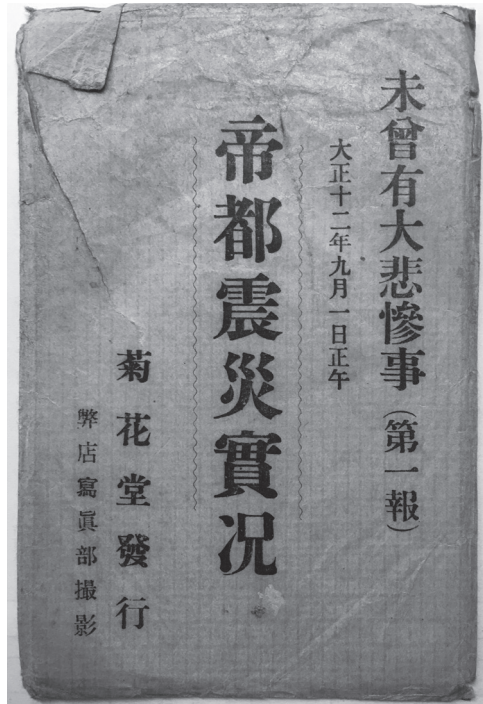 未曾有大悲慘事（第一報）
大正十二年九月一日正午
帝都震災實况
菊花堂發行
弊店寫眞部撮影